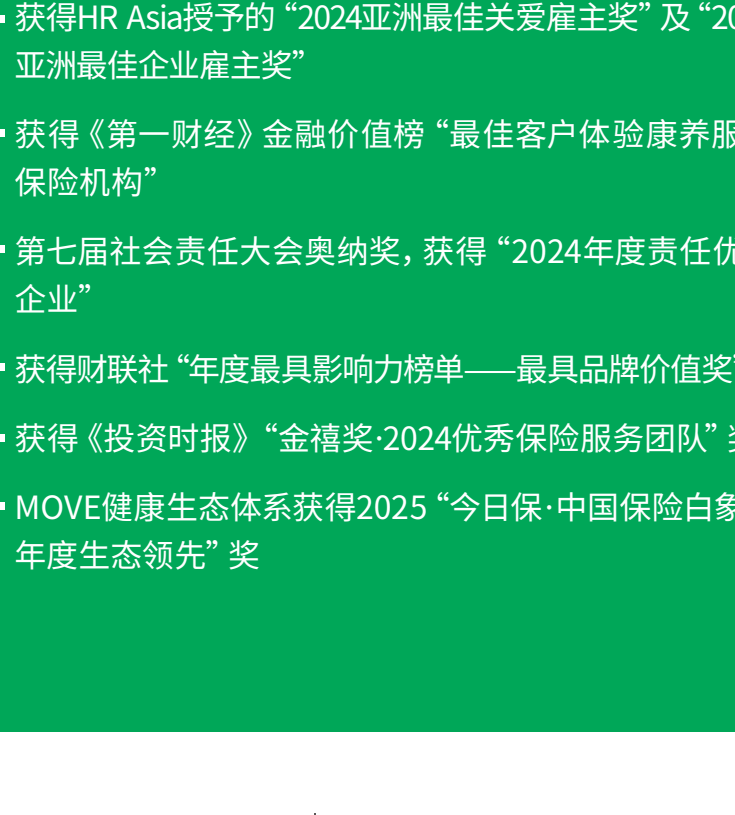 获得HR Asia授予的“2024亚洲最佳关爱雇主奖”及“20
亚洲最佳企业雇主奖”
获得《第一财经》金融价值榜“最佳客户体验康养服
保险机构”
第七届社会责任大会奥纳奖，获得“2024年度责任优
企业”
获得财联社“年度最具影响力榜单——最具品牌价值奖”
获得《投资时报》“金禧奖·2024优秀保险服务团队”奖
MOVE健康生态体系获得2025“今日保·中国保险白象
年度生态领先”奖